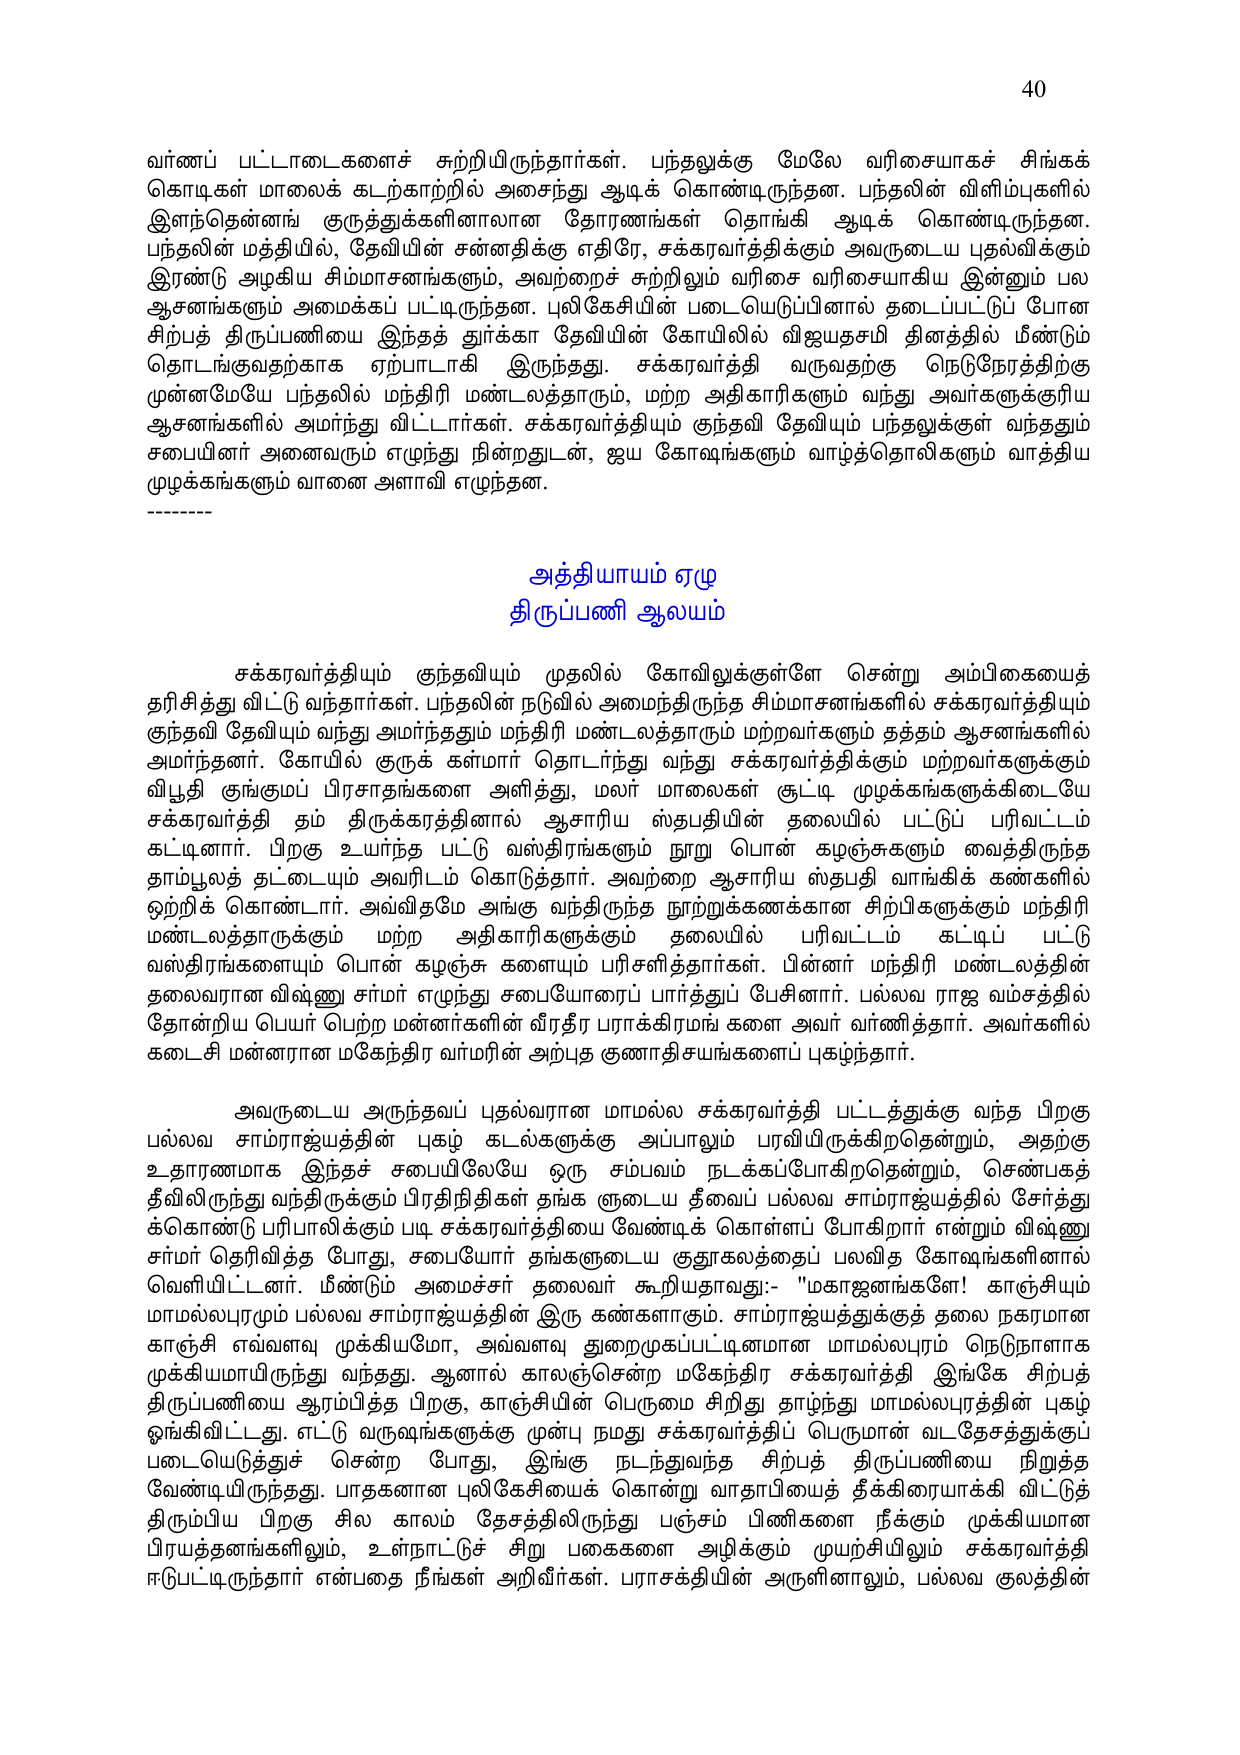 40
வர்ணப் பட்டாடைகளைச் சுற்றியிருந்தார்கள். பந்தலுக்கு மேலே வரிசையாகச் சிங்கக்
கொடிகள் மாலைக் கடற்காற்றில் அசைந்து ஆடிக் கொண்டிருந்தன. பந்தலின் விளிம்புகளில்
இளந்தென்னங் குருத்துக்களினாலான தோரணங்கள் தொங்கி ஆடிக் கொண்டிருந்தன.
பந்தலின் மத்தியில், தேவியின் சன்னதிக்கு எதிரே, சக்கரவர்த்திக்கும் அவருடைய புதல்விக்கும்
இரண்டு அழகிய சிம்மாசனங்களும், அவற்றைச் சுற்றிலும் வரிசை வரிசையாகிய இன்னும் பல
ஆசனங்களும் அமைக்கப் பட்டிருந்தன. புலிகேசியின் படையெடுப்பினால் தடைப்பட்டுப் போன
சிற்பத் திருப்பணியை இந்தத் துர்க்கா தேவியின் கோயிலில் விஜயதசமி தினத்தில் மீண்டும்
தொடங்குவதற்காக ஏற்பாடாகி இருந்தது. சக்கரவர்த்தி வருவதற்கு நெடுநேரத்திற்கு
முன்னமேயே பந்தலில் மந்திரி மண்டலத்தாரும், மற்ற அதிகாரிகளும் வந்து அவர்களுக்குரிய
ஆசனங்களில் அமர்ந்து விட்டார்கள். சக்கரவர்த்தியும் குந்தவி தேவியும் பந்தலுக்குள் வந்ததும்
சபையினர் அனைவரும் எழுந்து நின்றதுடன், ஜய கோஷங்களும் வாழ்த்தொலிகளும் வாத்திய
முழக்கங்களும் வானை அளாவி எழுந்தன.
--------
அத்தியாயம் ஏழு
திருப்பணி ஆலயம்
சக்கரவர்த்தியும் குந்தவியும் முதலில் கோவிலுக்குள்ளே சென்று அம்பிகையைத்
தரிசித்து விட்டு வந்தார்கள். பந்தலின் நடுவில் அமைந்திருந்த சிம்மாசனங்களில் சக்கரவர்த்தியும்
குந்தவி தேவியும் வந்து அமர்ந்ததும் மந்திரி மண்டலத்தாரும் மற்றவர்களும் தத்தம் ஆசனங்களில்
அமர்ந்தனர். கோயில் குருக் கள்மார் தொடர்ந்து வந்து சக்கரவர்த்திக்கும் மற்றவர்களுக்கும்
விபூதி குங்குமப் பிரசாதங்களை அளித்து, மலர் மாலைகள் சூட்டி முழக்கங்களுக்கிடையே
சக்கரவர்த்தி தம் திருக்கரத்தினால் ஆசாரிய ஸ்தபதியின் தலையில் பட்டுப் பரிவட்டம்
கட்டினார். பிறகு உயர்ந்த பட்டு வஸ்திரங்களும் நூறு பொன் கழஞ்சுகளும் வைத்திருந்த
தாம்பூலத் தட்டையும் அவரிடம் கொடுத்தார். அவற்றை ஆசாரிய ஸ்தபதி வாங்கிக் கண்களில்
ஒற்றிக் கொண்டார். அவ்விதமே அங்கு வந்திருந்த நூற்றுக்கணக்கான சிற்பிகளுக்கும் மந்திரி
மண்டலத்தாருக்கும் மற்ற அதிகாரிகளுக்கும் தலையில் பரிவட்டம் கட்டிப் பட்டு
வஸ்திரங்களையும் பொன் கழஞ்சு களையும் பரிசளித்தார்கள். பின்னர் மந்திரி மண்டலத்தின்
தலைவரான விஷ்ணு சர்மர் எழுந்து சபையோரைப் பார்த்துப் பேசினார். பல்லவ ராஜ வம்சத்தில்
தோன்றிய பெயர் பெற்ற மன்னர்களின் வீரதீர பராக்கிரமங் களை அவர் வர்ணித்தார். அவர்களில்
கடைசி மன்னரான மகேந்திர வர்மரின் அற்புத குணாதிசயங்களைப் புகழ்ந்தார்.
அவருடைய அருந்தவப் புதல்வரான மாமல்ல சக்கரவர்த்தி பட்டத்துக்கு வந்த பிறகு
பல்லவ சாம்ராஜ்யத்தின் புகழ் கடல்களுக்கு அப்பாலும் பரவியிருக்கிறதென்றும், அதற்கு
உதாரணமாக இந்தச் சபையிலேயே ஒரு சம்பவம் நடக்கப்போகிறதென்றும், செண்பகத்
தீவிலிருந்து வந்திருக்கும் பிரதிநிதிகள் தங்க ளுடைய தீவைப் பல்லவ சாம்ராஜ்யத்தில் சேர்த்து
க்கொண்டு பரிபாலிக்கும் படி சக்கரவர்த்தியை வேண்டிக் கொள்ளப் போகிறார் என்றும் விஷ்ணு
சர்மர் தெரிவித்த போது, சபையோர் தங்களுடைய குதூகலத்தைப் பலவித கோஷங்களினால்
வெளியிட்டனர். மீண்டும் அமைச்சர் தலைவர் கூறியதாவது:- "மகாஜனங்களே! காஞ்சியும்
மாமல்லபுரமும் பல்லவ சாம்ராஜ்யத்தின் இரு கண்களாகும். சாம்ராஜ்யத்துக்குத் தலை நகரமான
காஞ்சி எவ்வளவு முக்கியமோ, அவ்வளவு துறைமுகப்பட்டினமான மாமல்லபுரம் நெடுநாளாக
முக்கியமாயிருந்து வந்தது. ஆனால் காலஞ்சென்ற மகேந்திர சக்கரவர்த்தி இங்கே சிற்பத்
திருப்பணியை ஆரம்பித்த பிறகு, காஞ்சியின் பெருமை சிறிது தாழ்ந்து மாமல்லபுரத்தின் புகழ்
ஓங்கிவிட்டது. எட்டு வருஷங்களுக்கு முன்பு நமது சக்கரவர்த்திப் பெருமான் வடதேசத்துக்குப்
படையெடுத்துச் சென்ற போது, இங்கு நடந்துவந்த சிற்பத் திருப்பணியை நிறுத்த
வேண்டியிருந்தது. பாதகனான புலிகேசியைக் கொன்று வாதாபியைத் தீக்கிரையாக்கி விட்டுத்
திரும்பிய பிறகு சில காலம் தேசத்திலிருந்து பஞ்சம் பிணிகளை நீக்கும் முக்கியமான
பிரயத்தனங்களிலும், உள்நாட்டுச் சிறு பகைகளை அழிக்கும் முயற்சியிலும் சக்கரவர்த்தி
ஈடுபட்டிருந்தார் என்பதை நீங்கள் அறிவீர்கள். பராசக்தியின் அருளினாலும், பல்லவ குலத்தின்